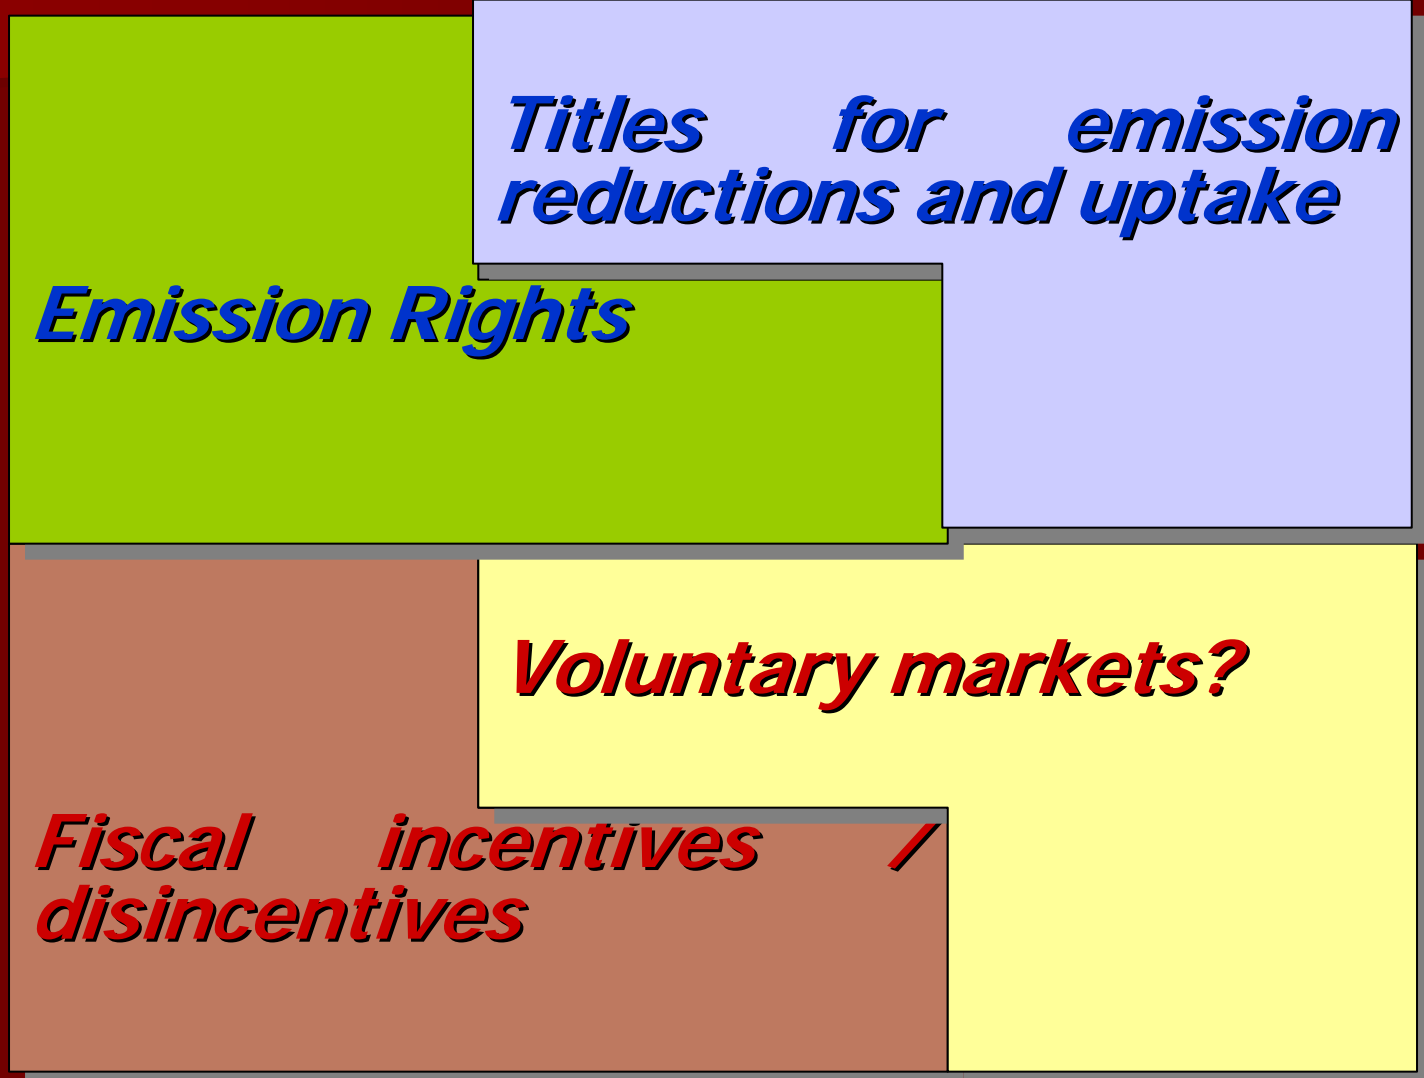 Titles for emission
reductions and uptake
Emission Rights
Voluntary markets?
Fiscal incentives /
disincentives